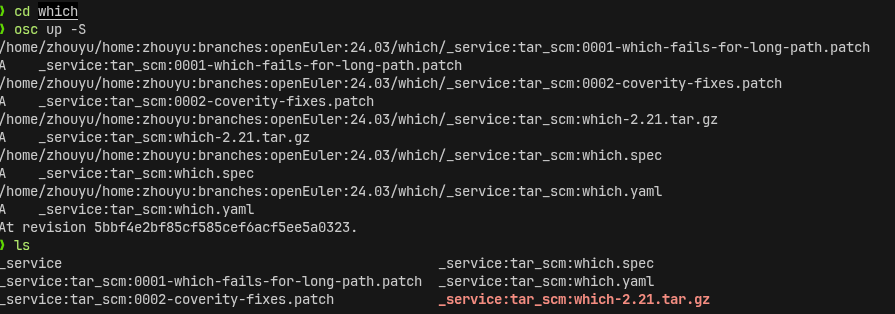 ❯ cd which
❯ osc up -S
/home/zhouyu/home:zhouyu:branches:openEuler:24.03/which/_service:tar_scm:0001-which-fails-for-long-path.patch
A    _service:tar_scm:0001-which-fails-for-long-path.patch
/home/zhouyu/home:zhouyu:branches:openEuler:24.03/which/_service:tar_scm:0002-coverity-fixes.patch
A    _service:tar_scm:0002-coverity-fixes.patch
/home/zhouyu/home:zhouyu:branches:openEuler:24.03/which/_service:tar_scm:which-2.21.tar.gz
A    _service:tar_scm:which-2.21.tar.gz
/home/zhouyu/home:zhouyu:branches:openEuler:24.03/which/_service:tar_scm:which.spec
A    _service:tar_scm:which.spec
/home/zhouyu/home:zhouyu:branches:openEuler:24.03/which/_service:tar_scm:which.yaml
A    _service:tar_scm:which.yaml
At revision 5bbf4e2bf85cf585cef6acf5ee5a0323.
❯ ls
_service                                              _service:tar_scm:which.spec
_service:tar_scm:0001-which-fails-for-long-path.patch  _service:tar_scm:which.yaml
_service:tar_scm:0002-coverity-fixes.patch             _service:tar_scm:which-2.21.tar.gz